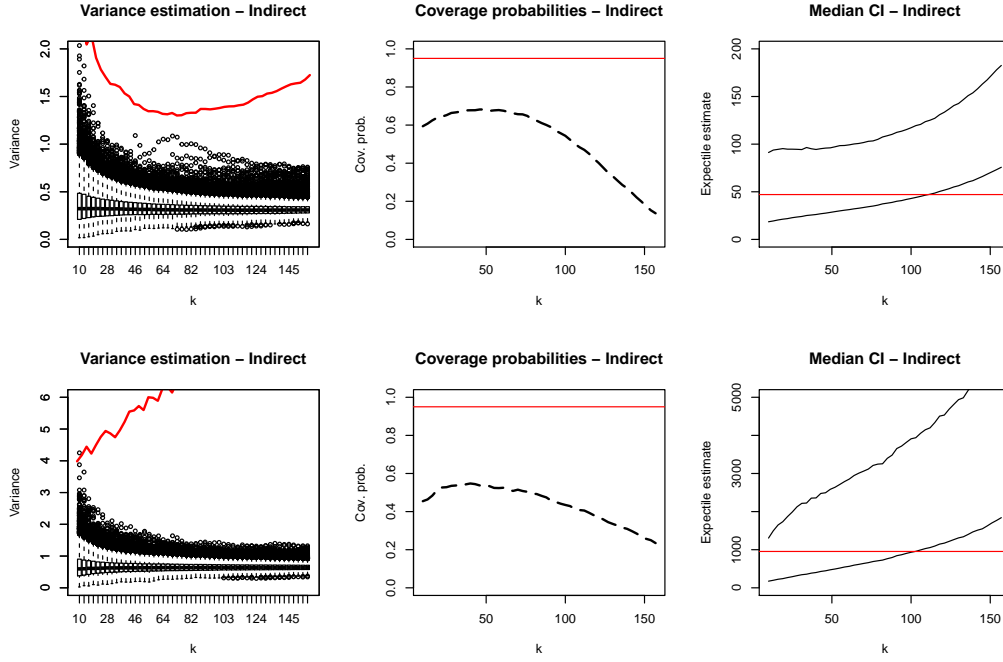 Variance estimation – Indirect
Coverage probabilities – Indirect
Median CI – Indirect
Variance
0.0 0.5 1.0 1.5 2.0
10 28 46 64 82 103 124 145
k
Cov. prob.
0.0 0.2 0.4 0.6 0.8 1.0
50 100 150
k
Expectile estimate
0 50 100 150 200
0 50 100 150
k
Variance estimation – Indirect
Coverage probabilities – Indirect
Median CI – Indirect
Variance
0 1 2 3 4 5 6
10 28 46 64 82 103 124 145
k
Cov. prob.
0.0 0.2 0.4 0.6 0.8 1.0
50 100 150
k
Expectile estimate
0 1000 3000 5000
0 50 100 150
k